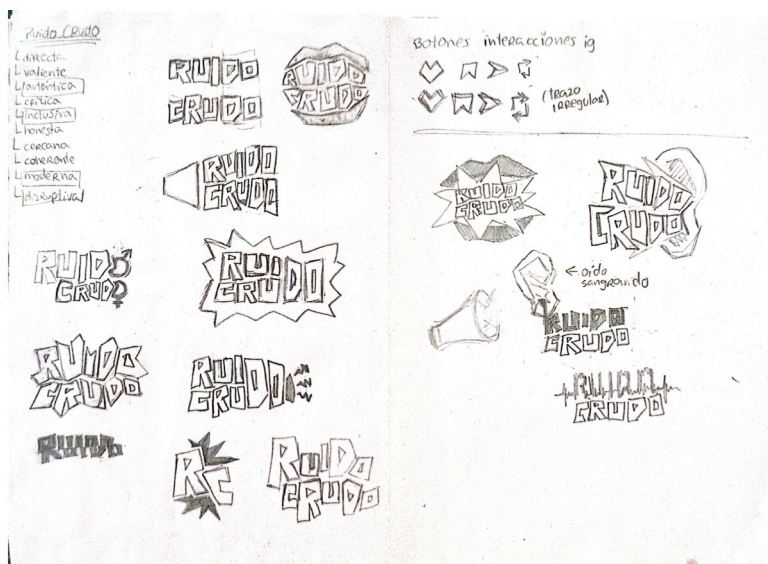 Ruido Crudo
directa
valiente
auténtica
crítica
inclusiva
honesta
cercana
coherente
moderna
disruptiva
RUIDO
CRUDO
RUIDO
CRUDO
RUIDO
CRUDO
RUIDO
CRUDO
RUIDO
CRUDO
RUIDO
CRUDO
RUIDO
CRUDO
RUIDO
RC
RUIDO
CRUDO
Botones interacciones ig
(trazo
irregular)
RUIDO
CRUDO
RUIDO
CRUDO
← oído
sangrando
RUIDO
CRUDO
RUIDO
CRUDO